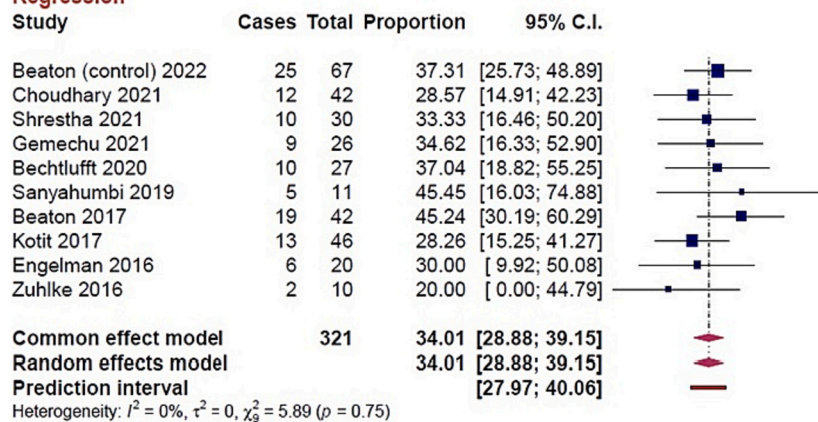 Regression
Study Cases Total Proportion 95% C.I.
Beaton (control) 2022 25 67 37.31 [25.73; 48.89]
Choudhary 2021 12 42 28.57 [14.91; 42.23]
Shrestha 2021 10 30 33.33 [16.46; 50.20]
Gemechu 2021 9 26 34.62 [16.33; 52.90]
Bechtlufft 2020 10 27 37.04 [18.82; 55.25]
Sanyahumbi 2019 5 11 45.45 [16.03; 74.88]
Beaton 2017 19 42 45.24 [30.19; 60.29]
Kotit 2017 13 46 28.26 [15.25; 41.27]
Engelman 2016 6 20 30.00 [ 9.92; 50.08]
Zuhlke 2016 2 10 20.00 [ 0.00; 44.79]
Common effect model 321 34.01 [28.88; 39.15]
Random effects model 34.01 [28.88; 39.15]
Prediction interval [27.97; 40.06]
Heterogeneity: I² = 0%, τ² = 0, χ²₉ = 5.89 (p = 0.75)